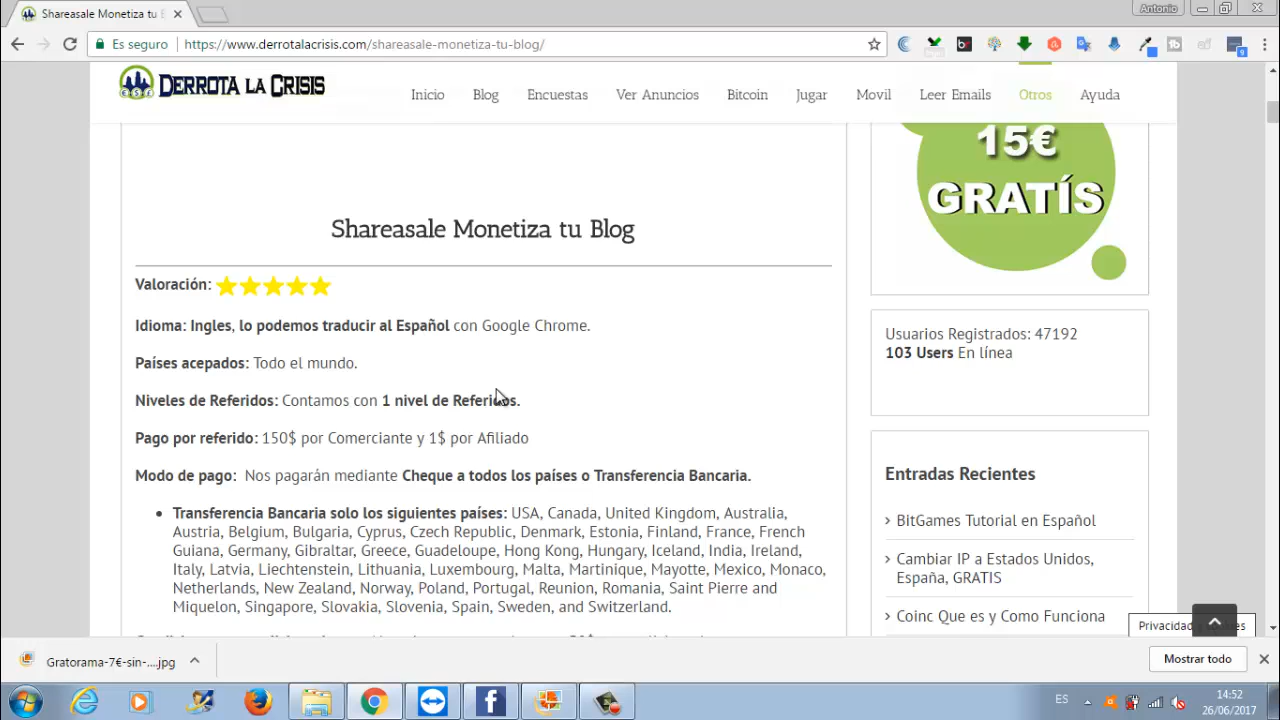 Shareasale Monetiza tu E
Antonio
Es seguro
https://www.derrotalacrisis.com/shareasale-monetiza-tu-blog/
DERROTA LA CRISIS
Inicio
Blog
Encuestas
Ver Anuncios
Bitcoin
Jugar
Movil
Leer Emails
Otros
Ayuda
15€
GRATÍS
Shareasale Monetiza tu Blog
Valoración:
Idioma: Ingles, lo podemos traducir al Español con Google Chrome.
Países acepados: Todo el mundo.
Niveles de Referidos: Contamos con 1 nivel de Referidos.
Pago por referido: 150$ por Comerciante y 1$ por Afiliado
Modo de pago: Nos pagarán mediante Cheque a todos los países o Transferencia Bancaria.
Transferencia Bancaria solo los siguientes países: USA, Canada, United Kingdom, Australia,
Austria, Belgium, Bulgaria, Cyprus, Czech Republic, Denmark, Estonia, Finland, France, French
Guiana, Germany, Gibraltar, Greece, Guadeloupe, Hong Kong, Hungary, Iceland, India, Ireland,
Italy, Latvia, Liechtenstein, Lithuania, Luxembourg, Malta, Martinique, Mayotte, Mexico, Monaco,
Netherlands, New Zealand, Norway, Poland, Portugal, Reunion, Romania, Saint Pierre and
Miquelon, Singapore, Slovakia, Slovenia, Spain, Sweden, and Switzerland.
Usuarios Registrados: 47192
103 Users En línea
Entradas Recientes
BitGames Tutorial en Español
Cambiar IP a Estados Unidos,
España, GRATIS
Coinc Que es y Como Funciona
Privacidad
Gratorama-7€-sin-....jpg
Mostrar todo
ES
14:52
26/06/2017